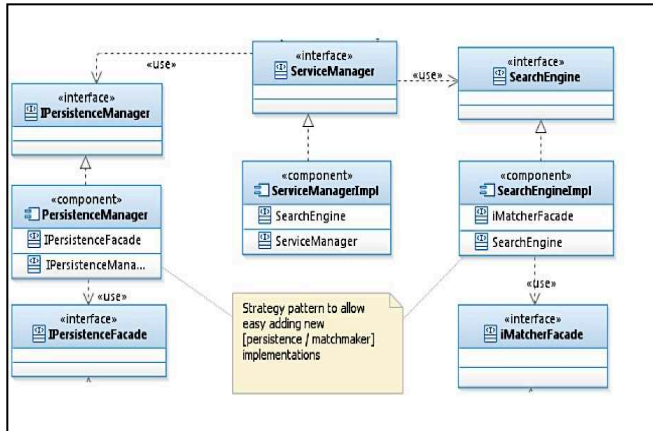 «interface»
ServiceManager
«use»
«use»
«interface»
SearchEngine
«interface»
IPersistenceManager
«component»
PersistenceManager
IPersistenceFacade
IPersistenceMana...
«component»
ServiceManagerImpl
SearchEngine
ServiceManager
«component»
SearchEngineImpl
iMatcherFacade
SearchEngine
«use»
«use»
«interface»
IPersistenceFacade
Strategy pattern to allow
easy adding new
[persistence / matchmaker]
implementations
«interface»
iMatcherFacade